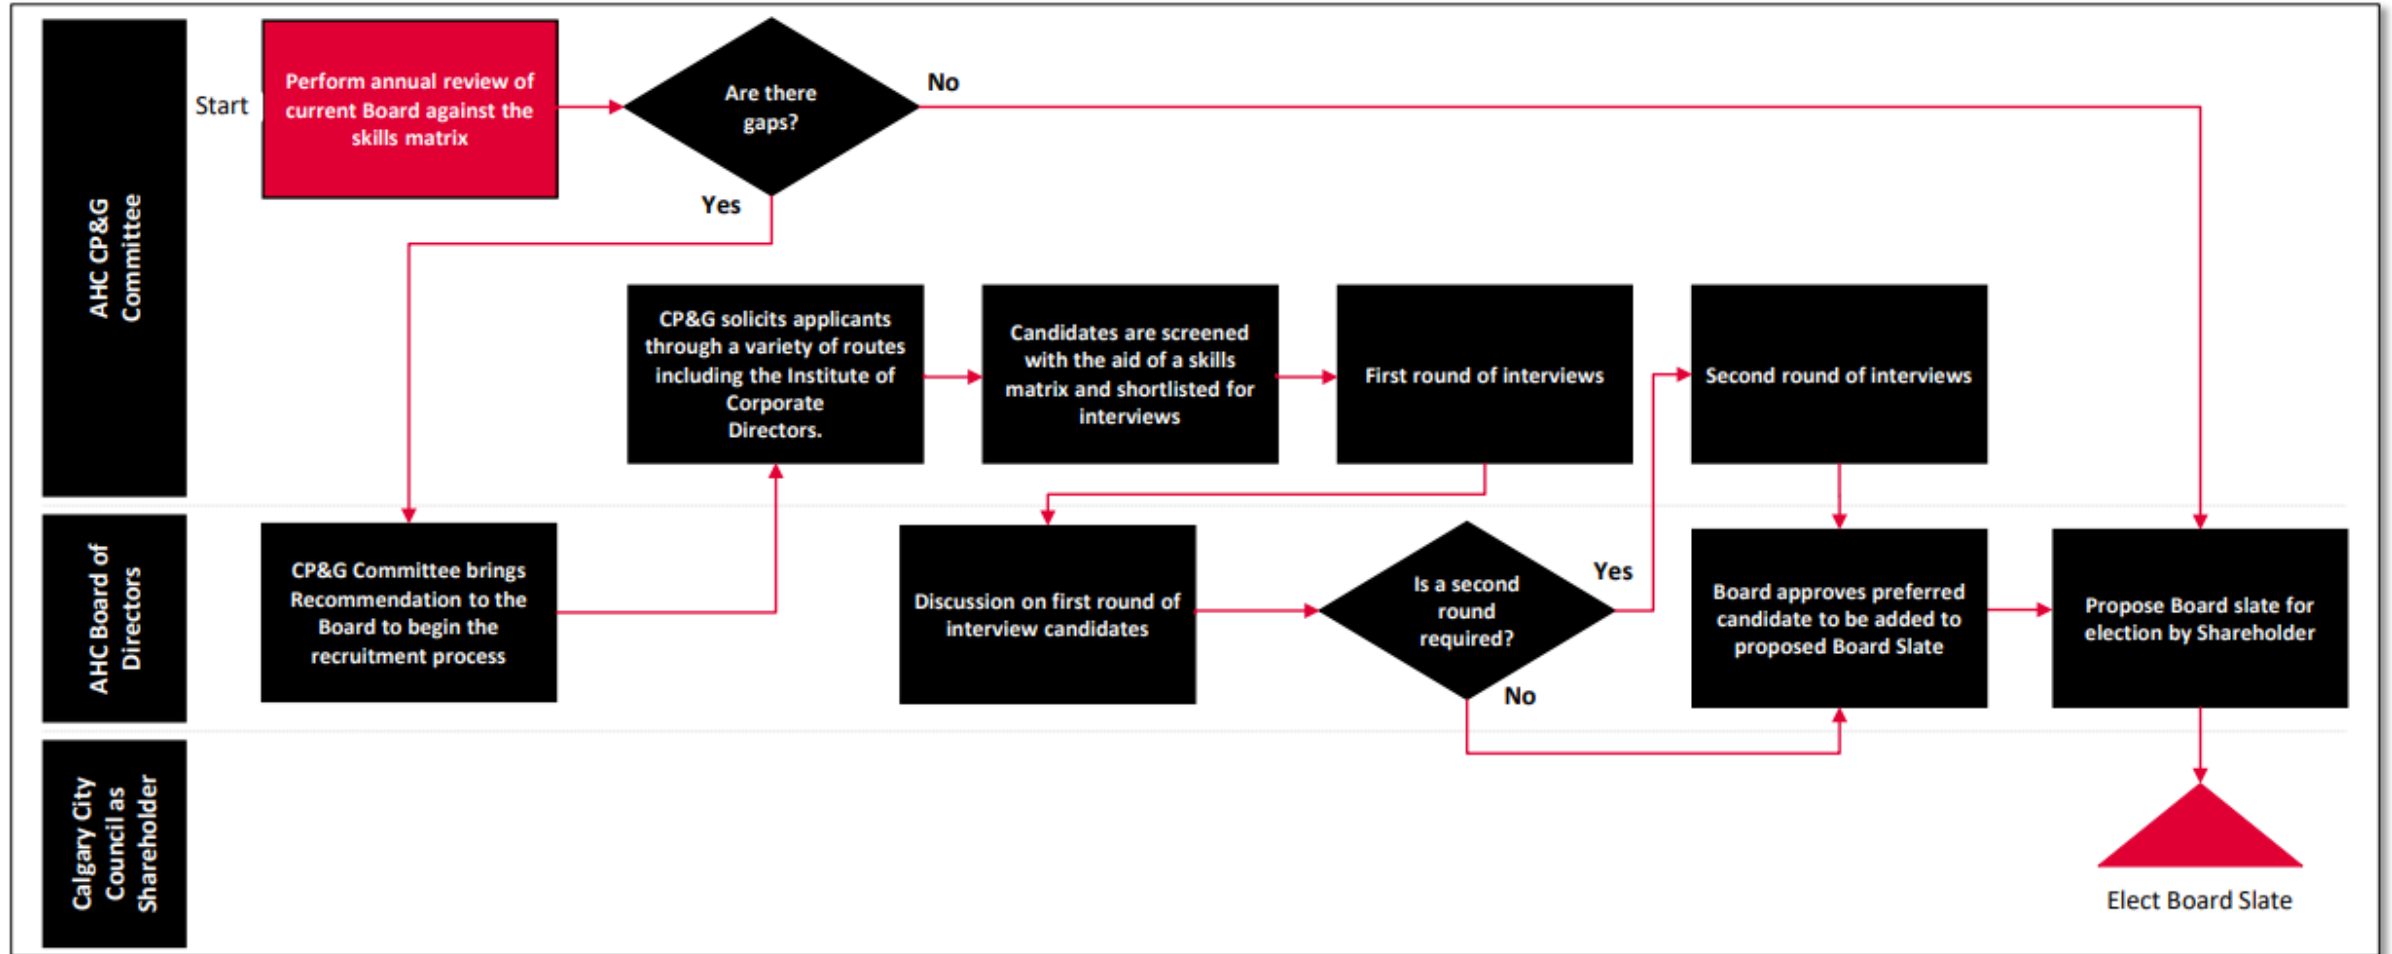 AHC CP&G
Committee
Start
Perform annual review of
current Board against the
skills matrix
Are there
gaps?
No
Yes
CP&G solicits applicants
through a variety of routes
including the Institute of
Corporate
Directors.
Candidates are screened
with the aid of a skills
matrix and shortlisted for
interviews
First round of interviews
Second round of interviews
AHC Board of
Directors
CP&G Committee brings
Recommendation to the
Board to begin the
recruitment process
Discussion on first round of
interview candidates
Is a second
round
required?
Yes
No
Board approves preferred
candidate to be added to
proposed Board Slate
Propose Board slate for
election by Shareholder
Calgary City
Council as
Shareholder
Elect Board Slate